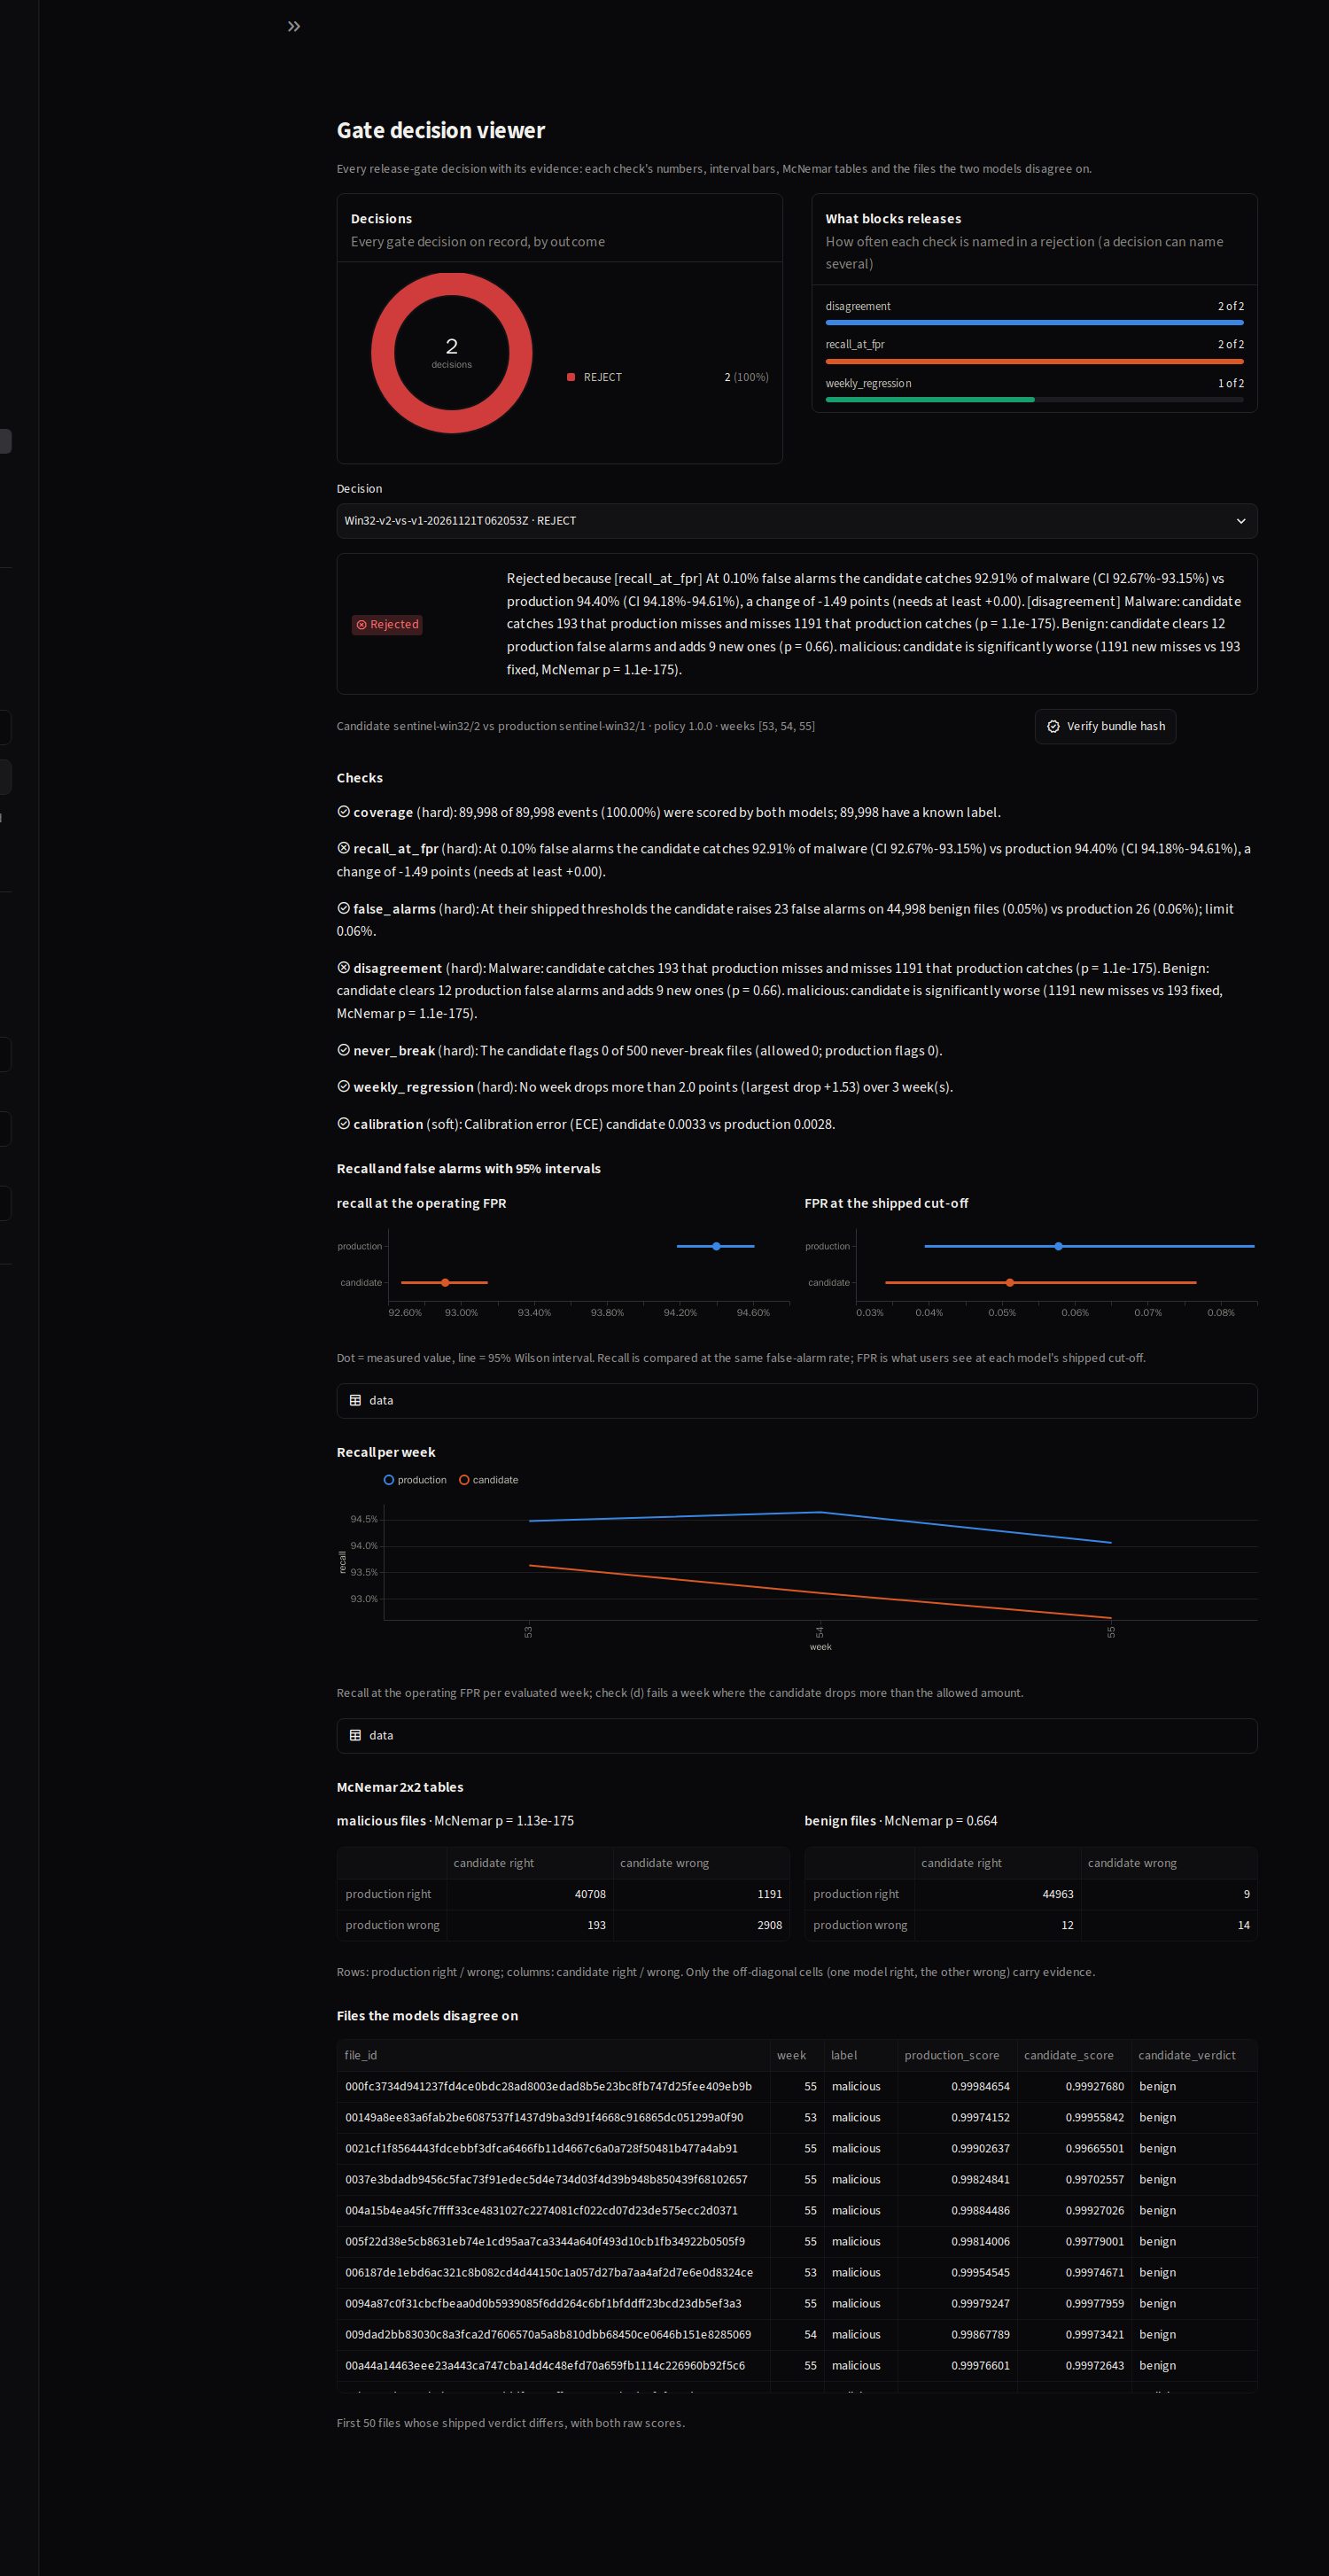 Gate decision viewer
Every release-gate decision with its evidence: each check's numbers, interval bars, McNemar tables and the files the two models disagree on.
Decisions
Every gate decision on record, by outcome
2
decisions
REJECT 2 (100%)
What blocks releases
How often each check is named in a rejection (a decision can name
several)
disagreement 2 of 2
recall_at_fpr 2 of 2
weekly_regression 1 of 2
Decision
Win32-v2-vs-v1-20261121T062053Z · REJECT
Rejected
Rejected because [recall_at_fpr] At 0.10% false alarms the candidate catches 92.91% of malware (CI 92.67%-93.15%) vs
production 94.40% (CI 94.18%-94.61%), a change of -1.49 points (needs at least +0.00). [disagreement] Malware: candidate
catches 193 that production misses and misses 1191 that production catches (p = 1.1e-175). Benign: candidate clears 12
production false alarms and adds 9 new ones (p = 0.66). malicious: candidate is significantly worse (1191 new misses vs 193
fixed, McNemar p = 1.1e-175).
Candidate sentinel-win32/2 vs production sentinel-win32/1 · policy 1.0.0 · weeks [53, 54, 55]
Verify bundle hash
Checks
coverage (hard): 89,998 of 89,998 events (100.00%) were scored by both models; 89,998 have a known label.
recall_at_fpr (hard): At 0.10% false alarms the candidate catches 92.91% of malware (CI 92.67%-93.15%) vs production 94.40% (CI 94.18%-94.61%), a
change of -1.49 points (needs at least +0.00).
false_alarms (hard): At their shipped thresholds the candidate raises 23 false alarms on 44,998 benign files (0.05%) vs production 26 (0.06%); limit
0.06%.
disagreement (hard): Malware: candidate catches 193 that production misses and misses 1191 that production catches (p = 1.1e-175). Benign:
candidate clears 12 production false alarms and adds 9 new ones (p = 0.66). malicious: candidate is significantly worse (1191 new misses vs 193 fixed,
McNemar p = 1.1e-175).
never_break (hard): The candidate flags 0 of 500 never-break files (allowed 0; production flags 0).
weekly_regression (hard): No week drops more than 2.0 points (largest drop +1.53) over 3 week(s).
calibration (soft): Calibration error (ECE) candidate 0.0033 vs production 0.0028.
Recall and false alarms with 95% intervals
recall at the operating FPR
production
candidate
92.60% 93.00% 93.40% 93.80% 94.20% 94.60%
FPR at the shipped cut-off
production
candidate
0.03% 0.04% 0.05% 0.06% 0.07% 0.08%
Dot = measured value, line = 95% Wilson interval. Recall is compared at the same false-alarm rate; FPR is what users see at each model's shipped cut-off.
data
Recall per week
production candidate
94.5%
94.0%
93.5%
93.0%
recall
53 54 55
week
Recall at the operating FPR per evaluated week; check (d) fails a week where the candidate drops more than the allowed amount.
data
McNemar 2x2 tables
malicious files · McNemar p = 1.13e-175
candidate right candidate wrong
production right 40708 1191
production wrong 193 2908
benign files · McNemar p = 0.664
candidate right candidate wrong
production right 44963 9
production wrong 12 14
Rows: production right / wrong; columns: candidate right / wrong. Only the off-diagonal cells (one model right, the other wrong) carry evidence.
Files the models disagree on
file_id week label production_score candidate_score candidate_verdict
000fc3734d941237fd4ce0bdc28ad8003edad8b5e23bc8fb747d25fee409eb9b 55 malicious 0.99984654 0.99927680 benign
00149a8ee83a6fab2be6087537f1437d9ba3d91f4668c916865dc051299a0f90 53 malicious 0.99974152 0.99955842 benign
0021cf1f8564443fdcebbf3dfca6466fb11d4667c6a0a728f50481b477a4ab91 55 malicious 0.99902637 0.99665501 benign
0037e3bdadb9456c5fac73f91edec5d4e734d03f4d39b948b850439f68102657 55 malicious 0.99824841 0.99702557 benign
004a15b4ea45fc7ffff33ce4831027c2274081cf022cd07d23de575ecc2d0371 55 malicious 0.99884486 0.99927026 benign
005f22d38e5cb8631eb74e1cd95aa7ca3344a640f493d10cb1fb34922b0505f9 55 malicious 0.99814006 0.99779001 benign
006187de1ebd6ac321c8b082cd4d44150c1a057d27ba7aa4af2d7e6e0d8324ce 53 malicious 0.99954545 0.99974671 benign
0094a87c0f31cbcfbeaa0d0b5939085f6dd264c6bf1bfddff23bcd23db5ef3a3 55 malicious 0.99979247 0.99977959 benign
009dad2bb83030c8a3fca2d7606570a5a8b810dbb68450ce0646b151e8285069 54 malicious 0.99867789 0.99973421 benign
00a44a14463eee23a443ca747cba14d4c48efd70a659fb1114c226960b92f5c6 55 malicious 0.99976601 0.99972643 benign
First 50 files whose shipped verdict differs, with both raw scores.